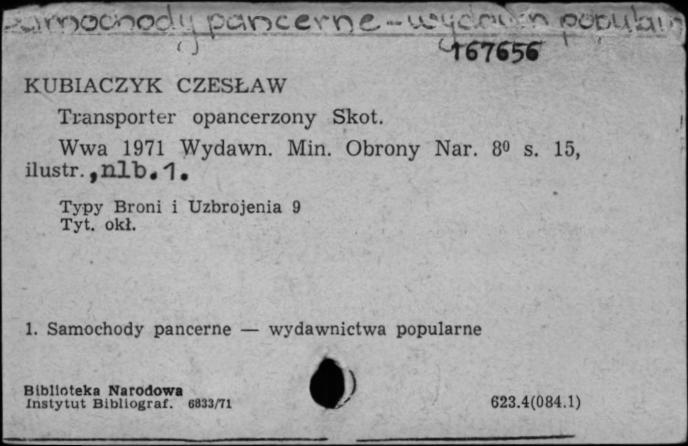 Samochody pancerne - wydawn popularn
167656
KUBIACZYK CZESŁAW
Transporter opancerzony Skot.
Wwa 1971 Wydawn. Min. Obrony Nar. 8⁰ s. 15,
ilustr., nlb. 1.
Typy Broni i Uzbrojenia 9
Tyt. okł.
1. Samochody pancerne — wydawnictwa popularne
Biblioteka Narodowa
Instytut Bibliograf. 6833/71
623.4(084.1)